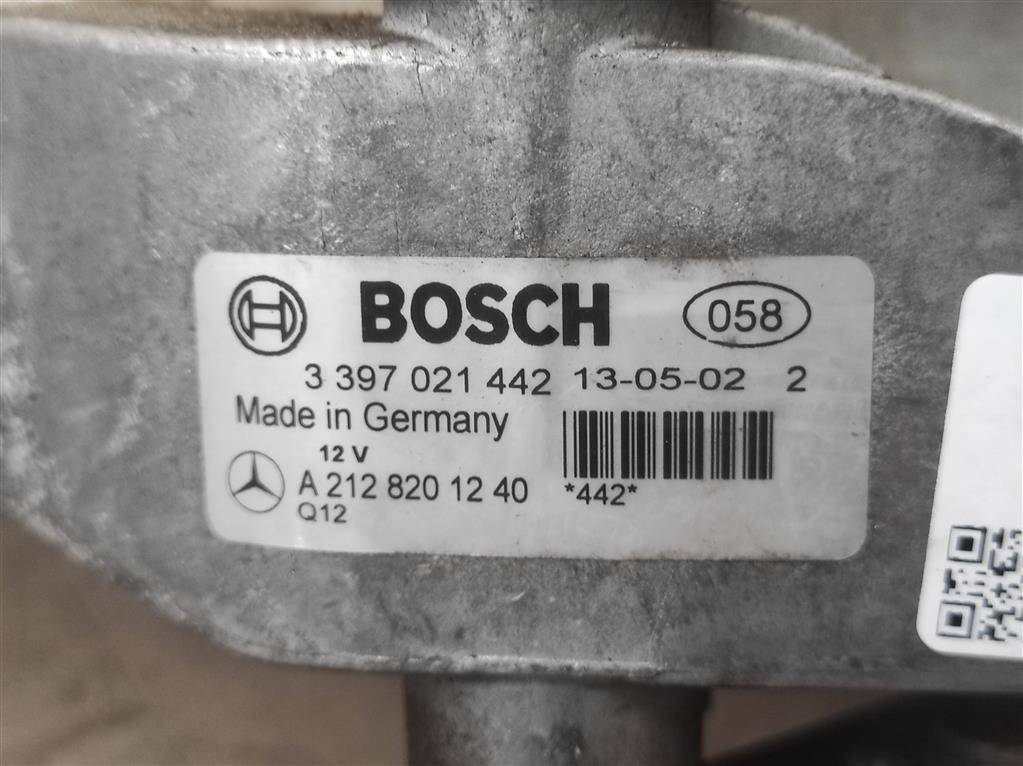 BOSCH 058
3 397 021 442 13-05-02 2
Made in Germany
12 V
A 212 820 12 40 *442*
Q12